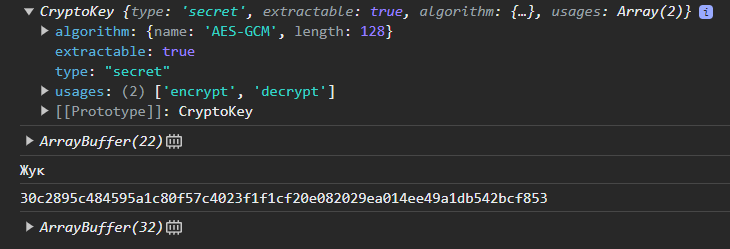 ▼ CryptoKey {type: 'secret', extractable: true, algorithm: {…}, usages: Array(2)} i
▶ algorithm: {name: 'AES-GCM', length: 128}
extractable: true
type: "secret"
▶ usages: (2) ['encrypt', 'decrypt']
▶ [[Prototype]]: CryptoKey
▶ ArrayBuffer(22)
Жук
30c2895c484595a1c80f57c4023f1f1cf20e082029ea014ee49a1db542bcf853
▶ ArrayBuffer(32)